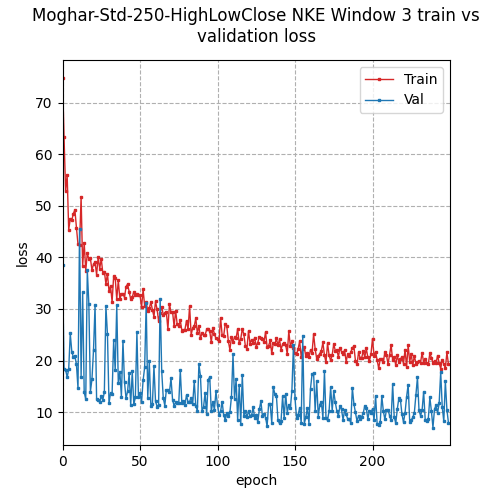 Moghar-Std-250-HighLowClose NKE Window 3 train vs
validation loss
Train
Val
70
60
50
40
30
20
10
loss
0
50
100
150
200
epoch